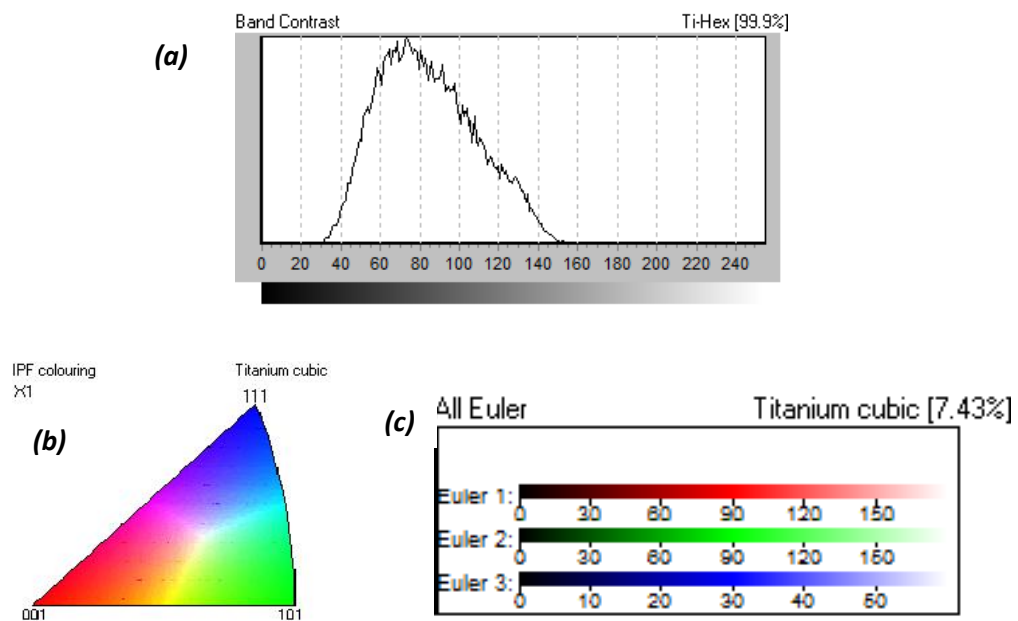 (a)
Band Contrast Ti-Hex [99.9%]
0 20 40 60 80 100 120 140 160 180 200 220 240
(b)
IPF colouring Titanium cubic
X1
111
001 101
(c)
All Euler Titanium cubic [7.43%]
Euler 1:
0 30 60 90 120 150
Euler 2:
0 30 60 90 120 150
Euler 3:
0 10 20 30 40 50